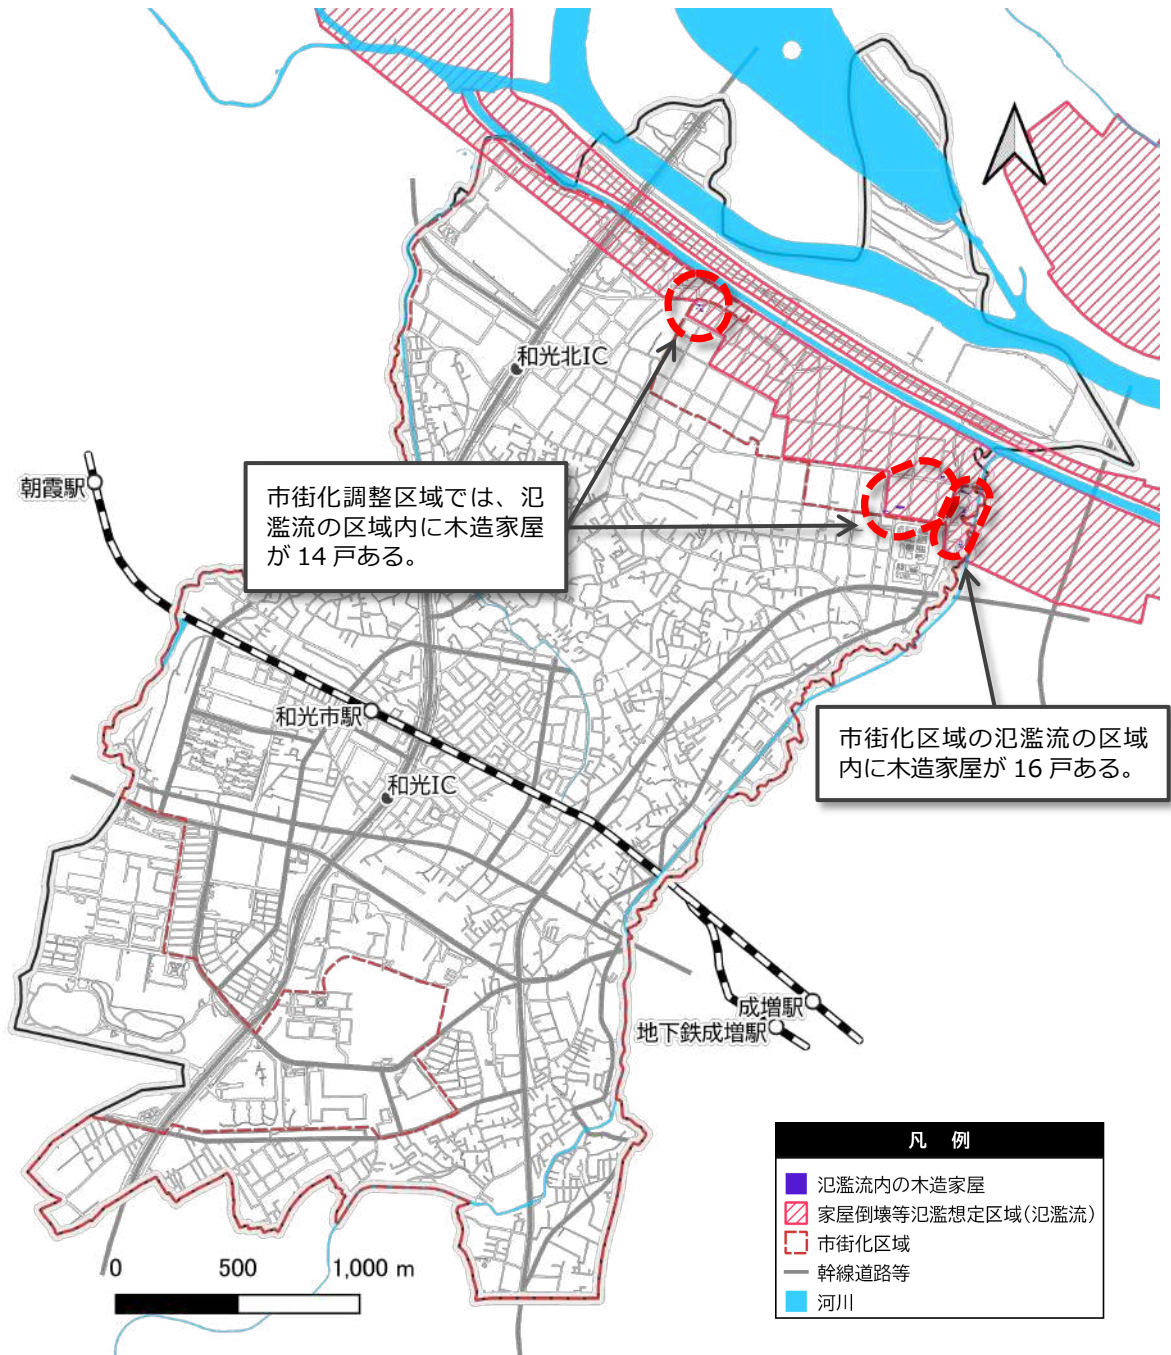 和光北IC
朝霞駅
市街化調整区域では、氾
濫流の区域内に木造家屋
が 14 戸ある。
和光市駅
市街化区域の氾濫流の区域
内に木造家屋が 16 戸ある。
和光IC
成増駅
地下鉄成増駅
凡 例
氾濫流内の木造家屋
家屋倒壊等氾濫想定区域(氾濫流)
市街化区域
幹線道路等
河川
0 500 1,000 m